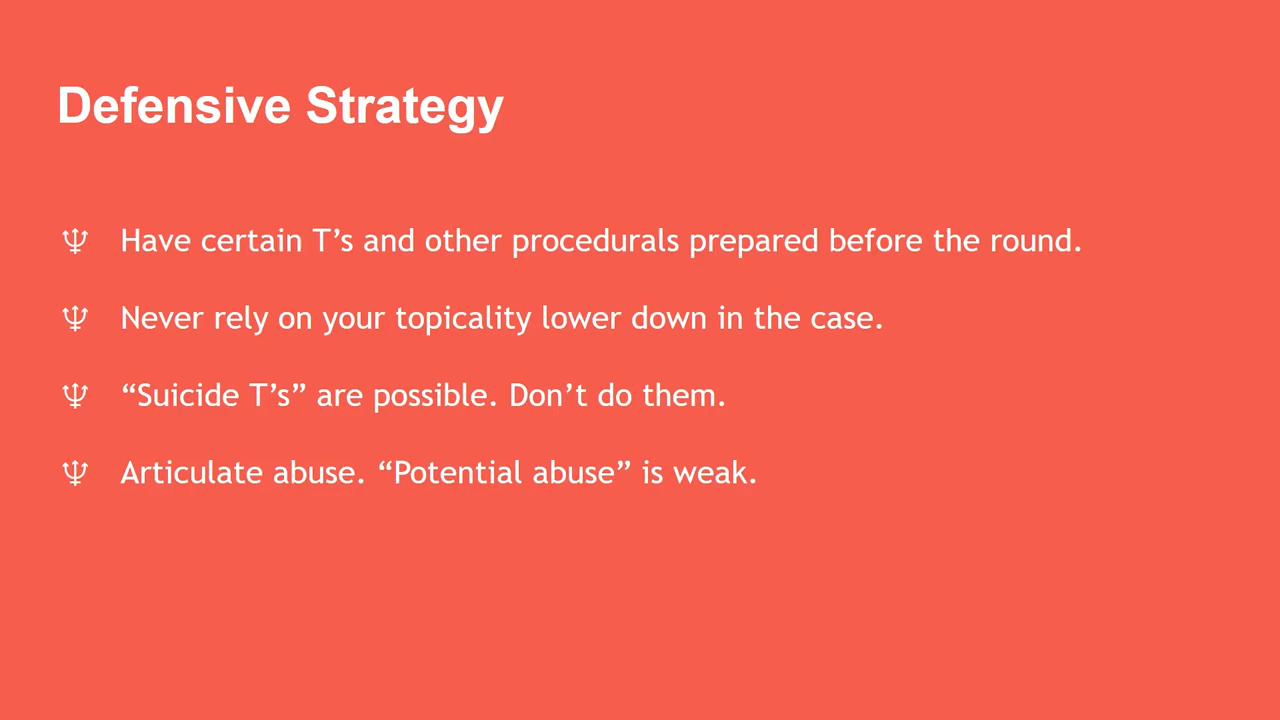 Defensive Strategy
♆ Have certain T’s and other procedurals prepared before the round.
♆ Never rely on your topicality lower down in the case.
♆ “Suicide T’s” are possible. Don’t do them.
♆ Articulate abuse. “Potential abuse” is weak.